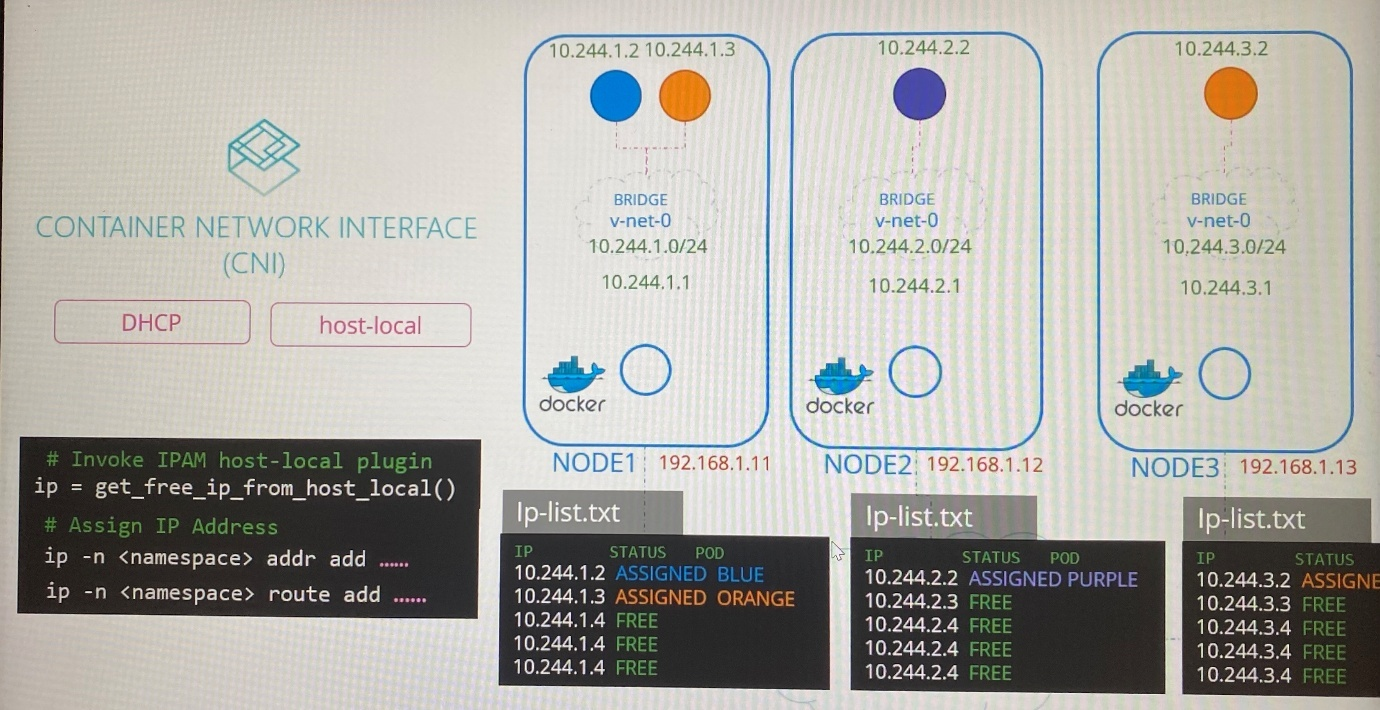 CONTAINER NETWORK INTERFACE
(CNI)
DHCP
host-local
# Invoke IPAM host-local plugin
ip = get_free_ip_from_host_local()
# Assign IP Address
ip -n <namespace> addr add ......
ip -n <namespace> route add ......
10.244.1.2 10.244.1.3
BRIDGE
v-net-0
10.244.1.0/24
10.244.1.1
docker
NODE1 192.168.1.11
10.244.2.2
BRIDGE
v-net-0
10.244.2.0/24
10.244.2.1
docker
NODE2 192.168.1.12
10.244.3.2
BRIDGE
v-net-0
10.244.3.0/24
10.244.3.1
docker
NODE3 192.168.1.13
Ip-list.txt
IP STATUS POD
10.244.1.2 ASSIGNED BLUE
10.244.1.3 ASSIGNED ORANGE
10.244.1.4 FREE
10.244.1.4 FREE
10.244.1.4 FREE
Ip-list.txt
IP STATUS POD
10.244.2.2 ASSIGNED PURPLE
10.244.2.3 FREE
10.244.2.4 FREE
10.244.2.4 FREE
10.244.2.4 FREE
Ip-list.txt
IP STATUS
10.244.3.2 ASSIGNE
10.244.3.3 FREE
10.244.3.4 FREE
10.244.3.4 FREE
10.244.3.4 FREE